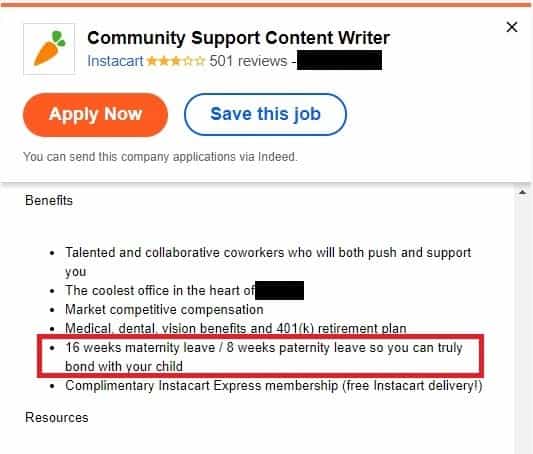 Community Support Content Writer
Instacart 501 reviews -
Apply Now
Save this job
You can send this company applications via Indeed.
Benefits
• Talented and collaborative coworkers who will both push and support
you
• The coolest office in the heart of
• Market competitive compensation
• Medical, dental, vision benefits and 401(k) retirement plan
• 16 weeks maternity leave / 8 weeks paternity leave so you can truly
bond with your child
• Complimentary Instacart Express membership (free Instacart delivery!)
Resources